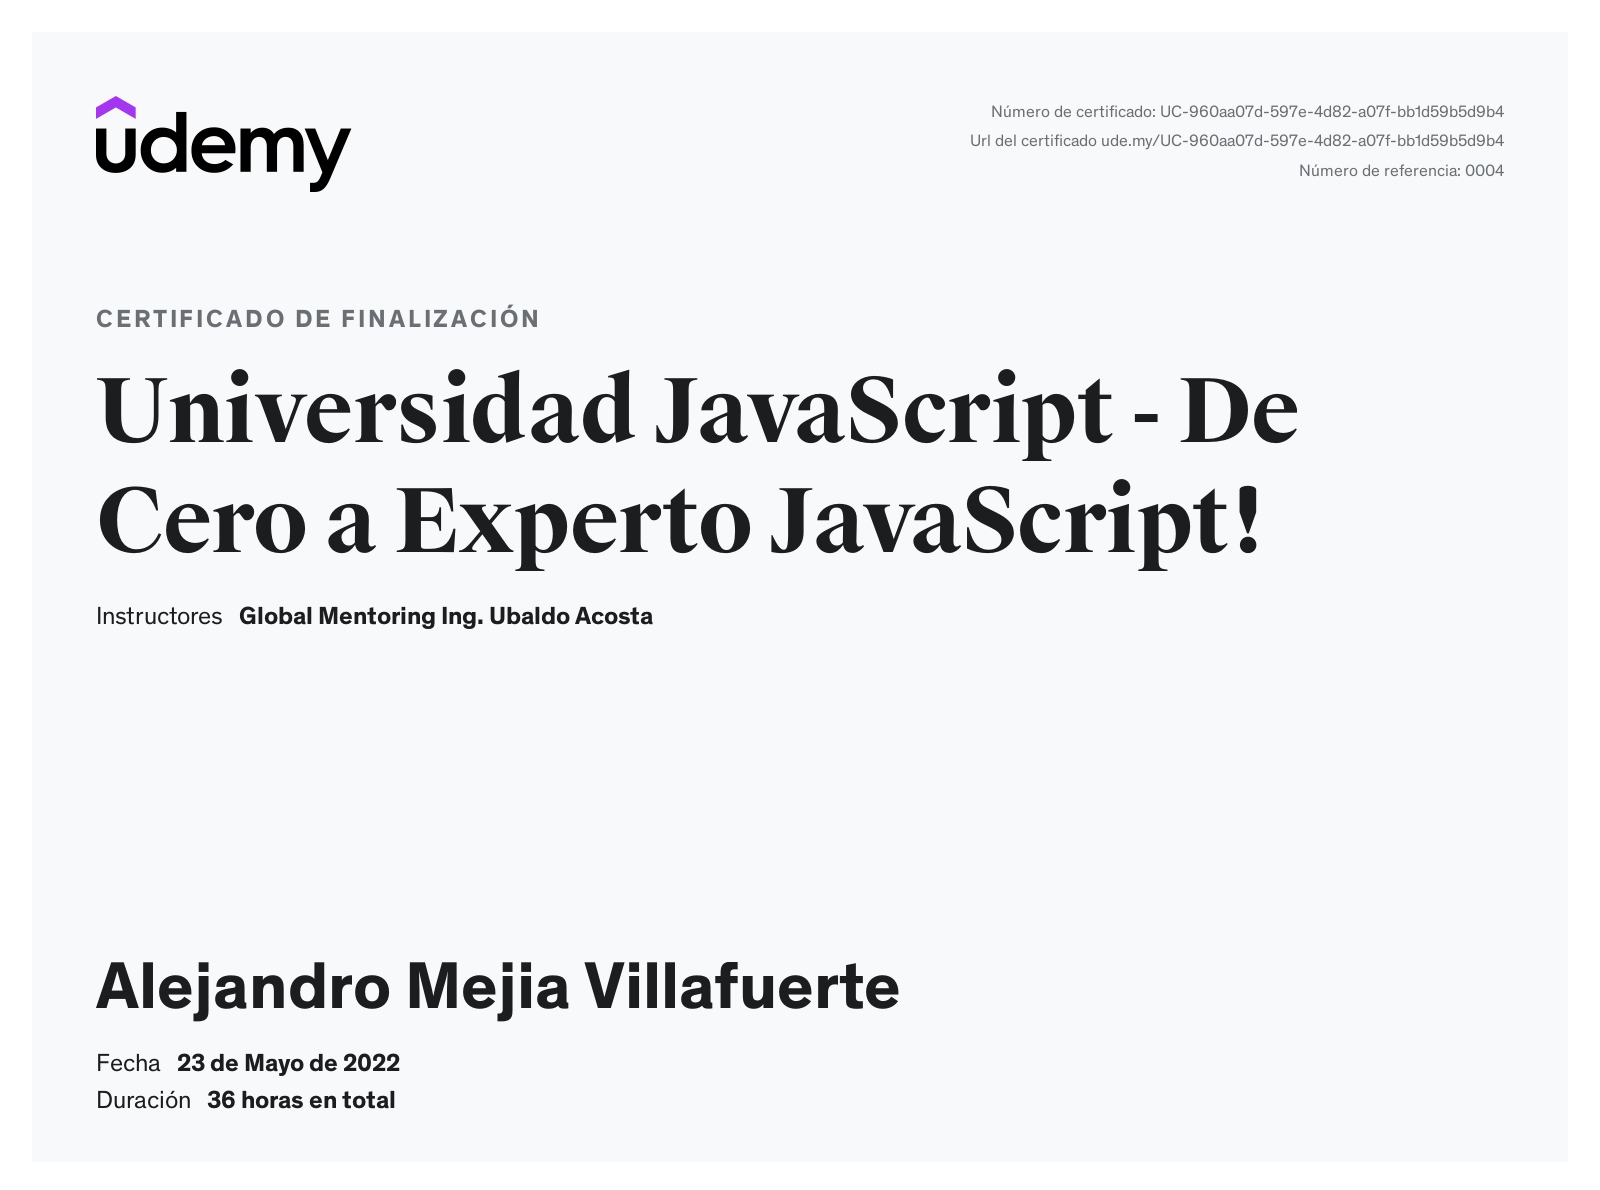 udemy
Número de certificado: UC-960aa07d-597e-4d82-a07f-bb1d59b5d9b4
Url del certificado ude.my/UC-960aa07d-597e-4d82-a07f-bb1d59b5d9b4
Número de referencia: 0004
CERTIFICADO DE FINALIZACIÓN
Universidad JavaScript - De
Cero a Experto JavaScript!
Instructores Global Mentoring Ing. Ubaldo Acosta
Alejandro Mejia Villafuerte
Fecha 23 de Mayo de 2022
Duración 36 horas en total